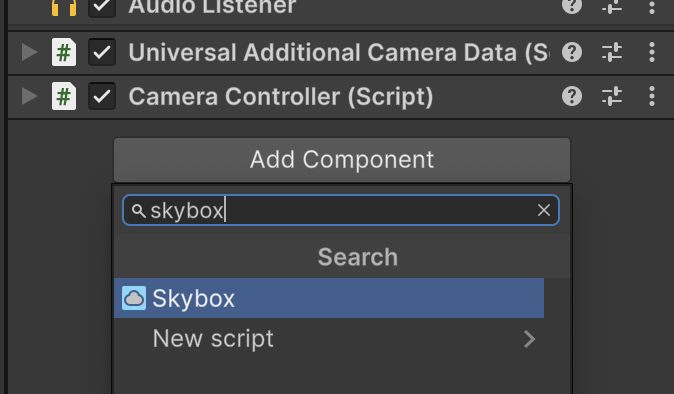 Audio Listener
# Universal Additional Camera Data (S
# Camera Controller (Script)
Add Component
skybox
Search
Skybox
New script